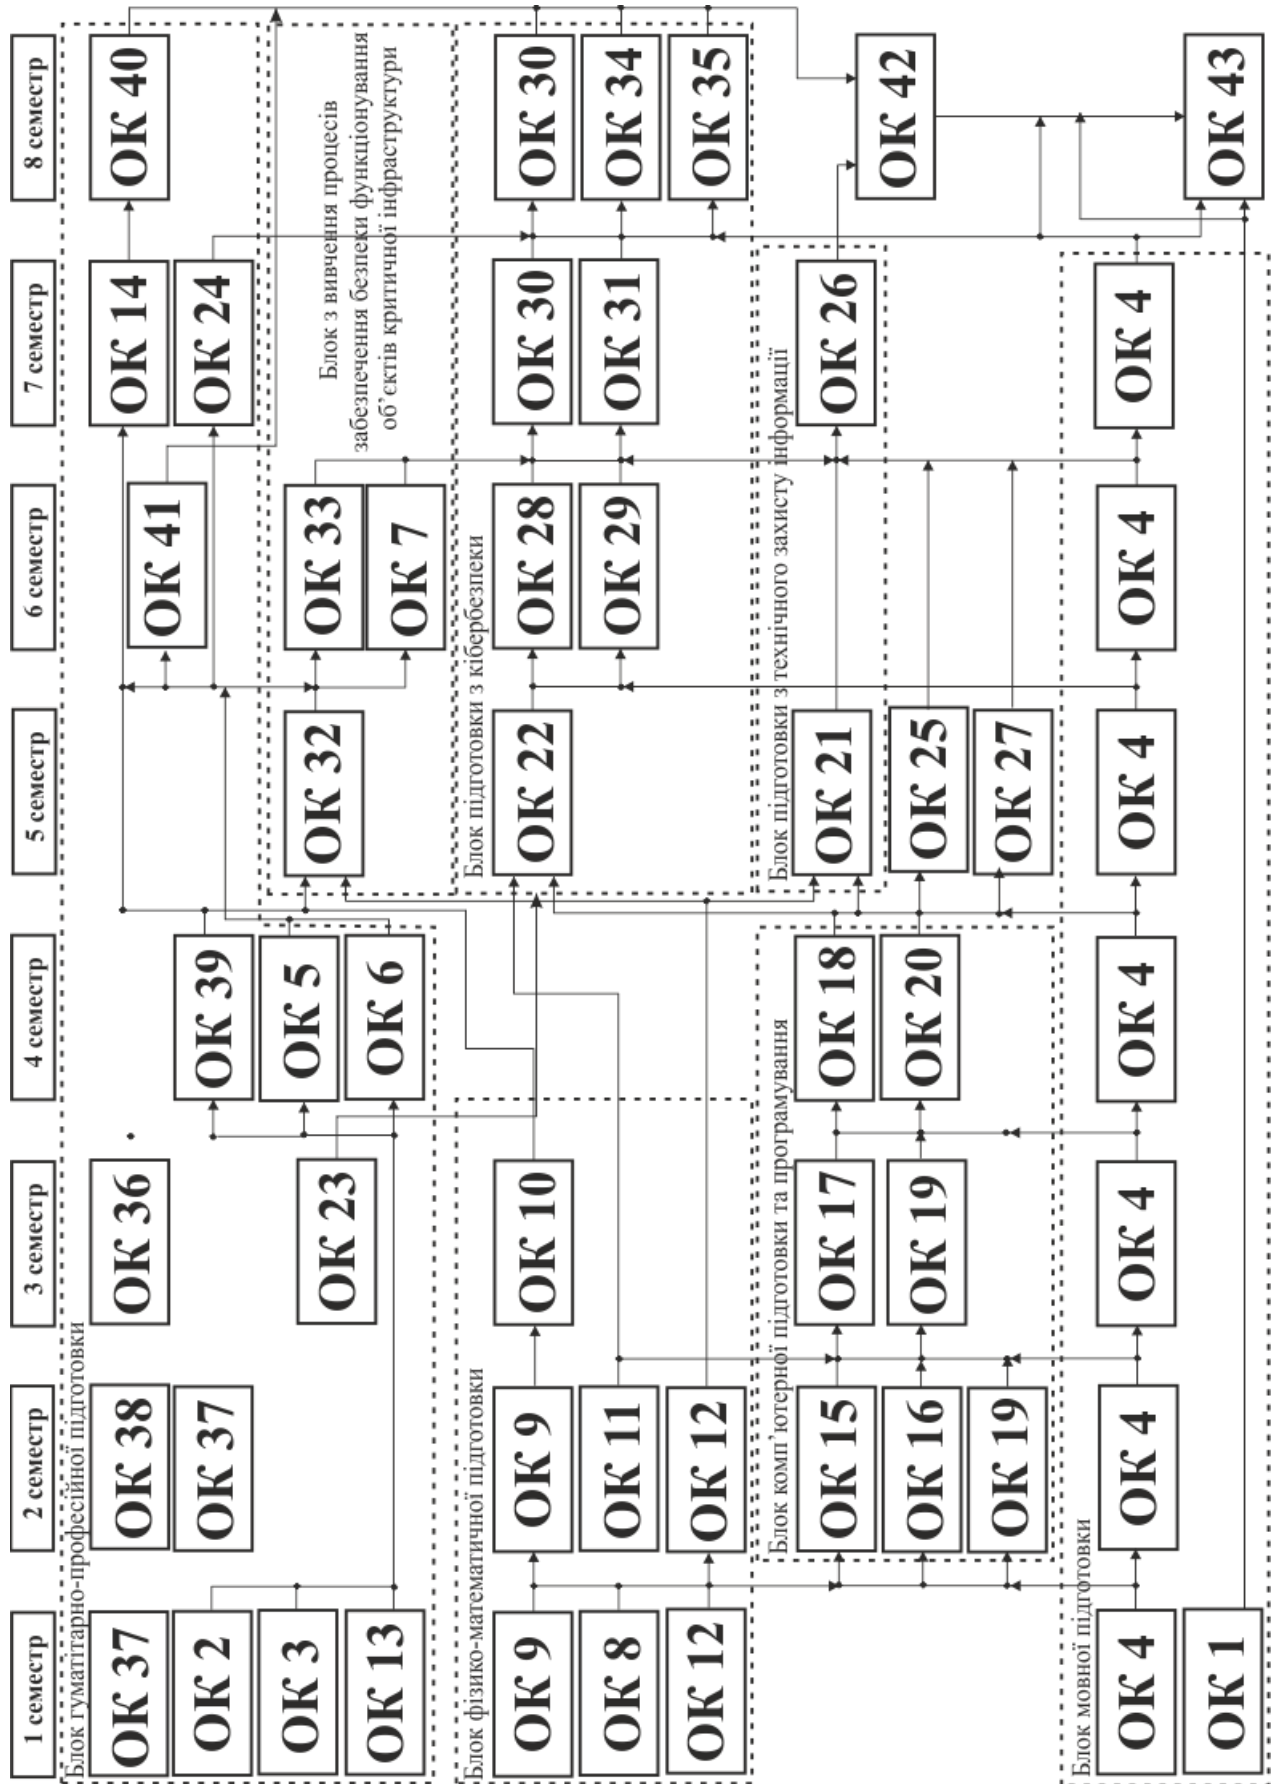 1 семестр
2 семестр
3 семестр
4 семестр
5 семестр
6 семестр
7 семестр
8 семестр
Блок гуматітарно-професійної підготовки
ОК 37
ОК 38
ОК 36
ОК 41
ОК 14
ОК 40
ОК 2
ОК 37
ОК 39
ОК 24
ОК 3
ОК 5
ОК 13
ОК 23
ОК 6
Блок з вивчення процесів
забезпечення безпеки функціонування
об'єктів критичної інфраструктури
ОК 32
ОК 33
ОК 7
Блок фізико-математичної підготовки
ОК 9
ОК 9
ОК 10
ОК 8
ОК 11
ОК 12
ОК 12
Блок підготовки з кібербезпеки
ОК 22
ОК 28
ОК 30
ОК 30
ОК 29
ОК 31
ОК 34
ОК 35
Блок комп'ютерної підготовки та програмування
ОК 15
ОК 17
ОК 18
ОК 16
ОК 19
ОК 20
ОК 19
Блок підготовки з технічного захисту інформації
ОК 21
ОК 26
ОК 25
ОК 27
ОК 42
Блок мовної підготовки
ОК 4
ОК 4
ОК 4
ОК 4
ОК 4
ОК 4
ОК 4
ОК 1
ОК 43